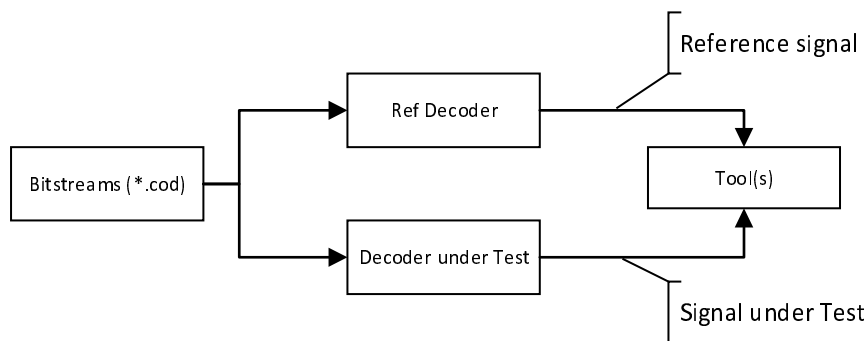 Reference signal
Ref Decoder
Bitstreams (*.cod)
Tool(s)
Decoder under Test
Signal under Test